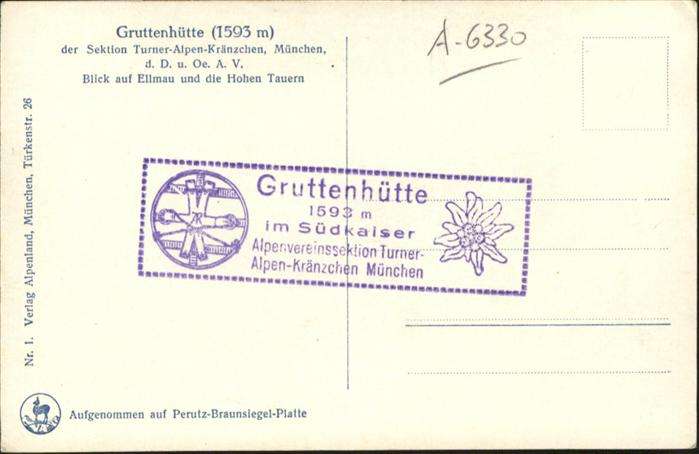 Gruttenhütte (1593 m)
der Sektion Turner-Alpen-Kränzchen, München,
d. D. u. Oe. A. V.
Blick auf Ellmau und die Hohen Tauern
A-6330
Nr. 1. Verlag Alpenland, München, Türkenstr. 26
Gruttenhütte
1593 m
im Südkaiser
Alpenvereinssektion Turner-
Alpen-Kränzchen München
Aufgenommen auf Perutz-Braunsiegel-Platte